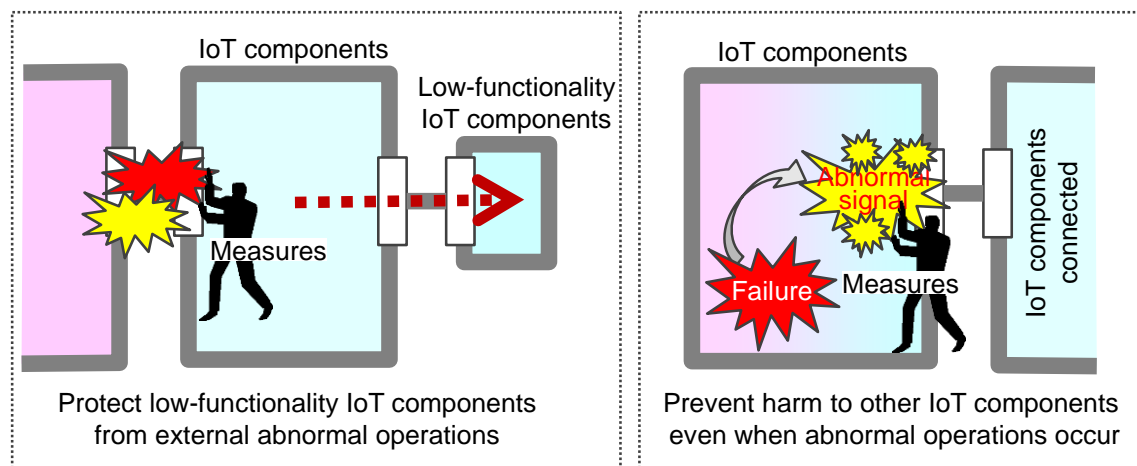 IoT components
Low-functionality
IoT components
Measures
Protect low-functionality IoT components
from external abnormal operations
IoT components
Abnormal
signal
Failure
Measures
IoT components
connected
Prevent harm to other IoT components
even when abnormal operations occur